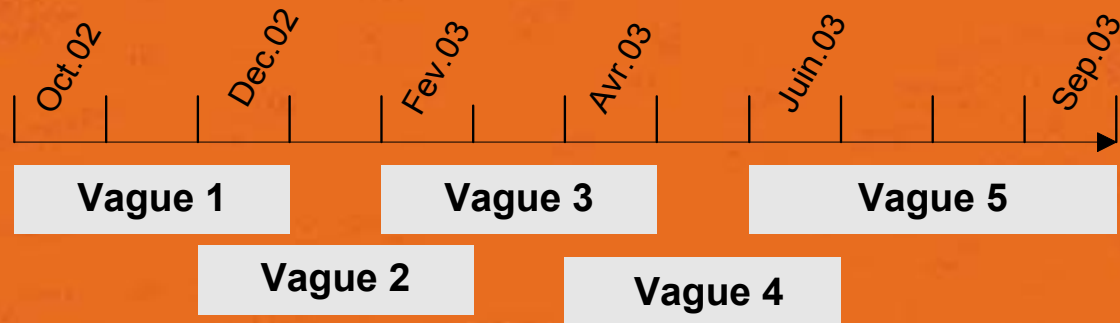 Oct.02
Dec.02
Fev.03
Avr.03
Juin.03
Sep.03
Vague 1
Vague 3
Vague 5
Vague 2
Vague 4